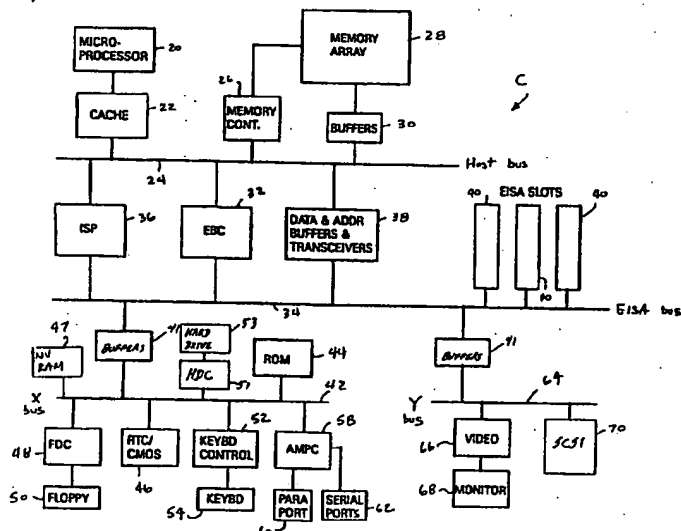 MICRO-
PROCESSOR
20
MEMORY
ARRAY
28
C
CACHE
22
26
MEMORY
CONT.
BUFFERS
30
Host bus
24
ISP
36
32
EBC
DATA & ADDR
BUFFERS &
TRANSCEIVERS
38
40
EISA SLOTS
40
40
34
EISA bus
47
NV
RAM
BUFFERS
41
HARD
DRIVE
53
HDC
51
ROM
44
BUFFERS
41
X
bus
42
Y
bus
64
48
FDC
RTC/
CMOS
46
52
KEYBD
CONTROL
58
AMPC
66
VIDEO
SCSI
70
50
FLOPPY
54
KEYBD
PARA
PORT
60
SERIAL
PORTS
62
68
MONITOR